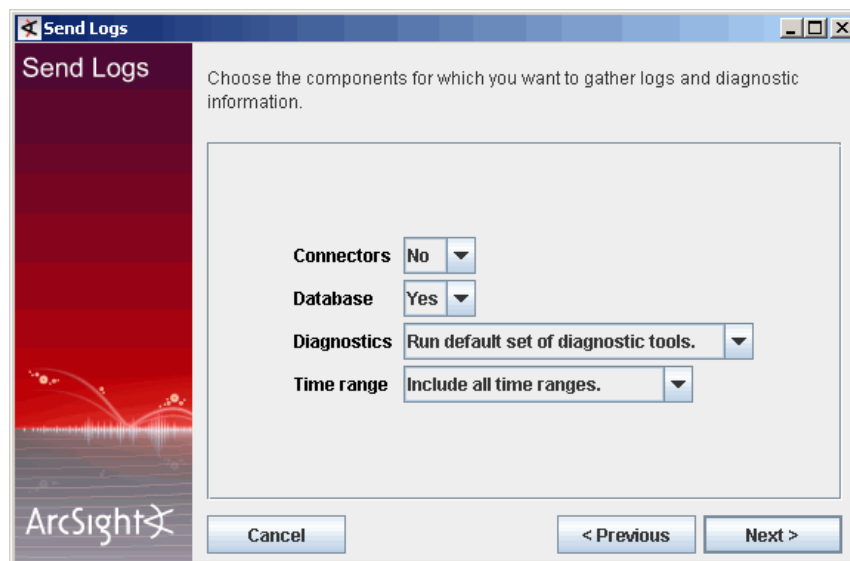 Send Logs
Send Logs
Choose the components for which you want to gather logs and diagnostic
information.
Connectors No
Database Yes
Diagnostics Run default set of diagnostic tools.
Time range Include all time ranges.
ArcSight
Cancel < Previous Next >